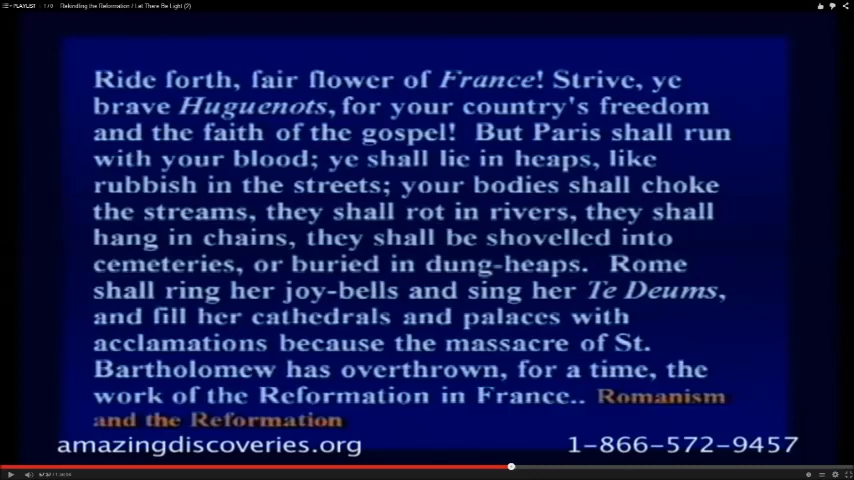 PLAYLIST
Rekindling the Reformation / Let There Be Light (2)
Ride forth, fair flower of France! Strive, ye
brave Huguenots, for your country's freedom
and the faith of the gospel! But Paris shall run
with your blood; ye shall lie in heaps, like
rubbish in the streets; your bodies shall choke
the streams, they shall rot in rivers, they shall
hang in chains, they shall be shovelled into
cemeteries, or buried in dung-heaps. Rome
shall ring her joy-bells and sing her Te Deums,
and fill her cathedrals and palaces with
acclamations because the massacre of St.
Bartholomew has overthrown, for a time, the
work of the Reformation in France.. Romanism
and the Reformation
amazingdiscoveries.org 1-866-572-9457